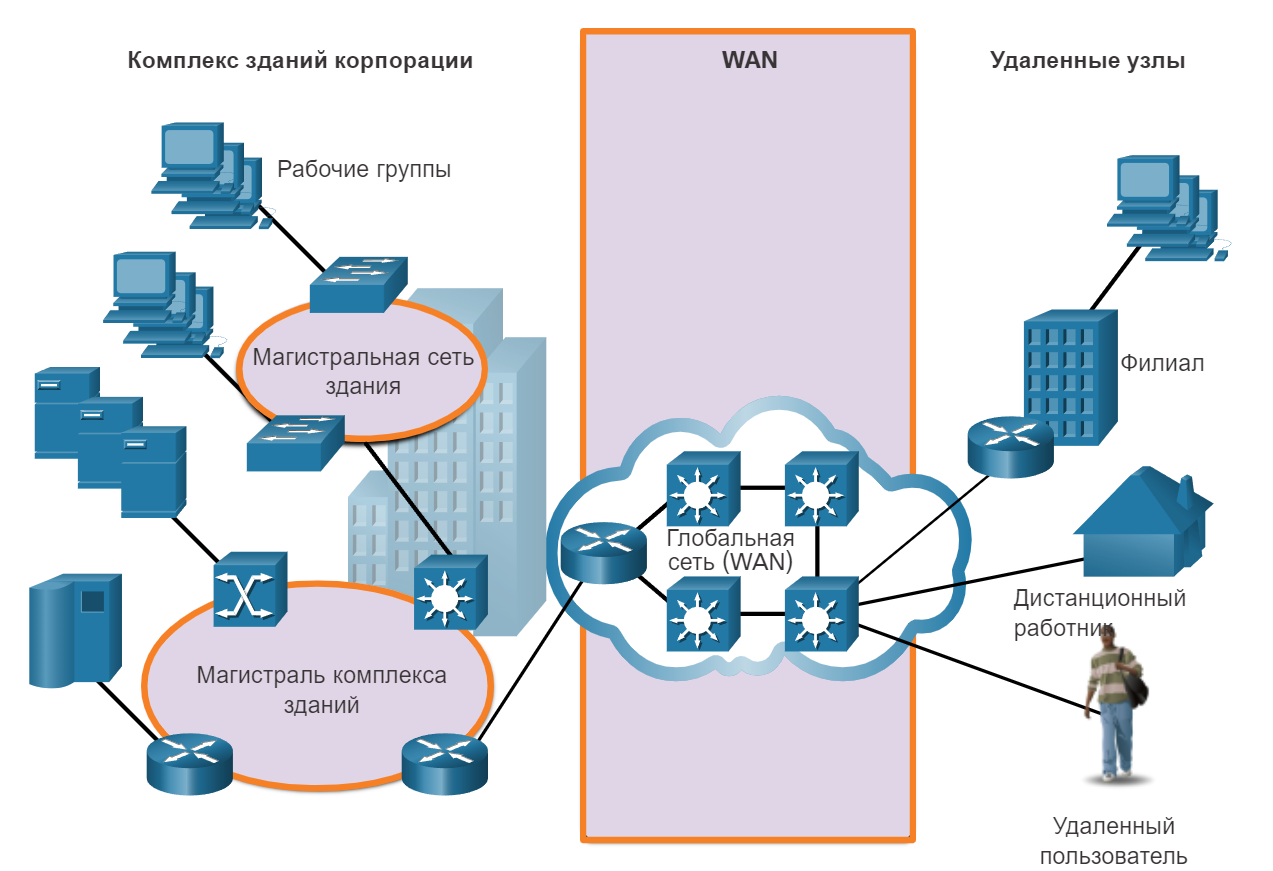 Комплекс зданий корпорации
WAN
Удаленные узлы
Рабочие группы
Магистральная сеть
здания
Филиал
Глобальная
сеть (WAN)
Дистанционный
работник
Магистраль комплекса
зданий
Удаленный
пользователь